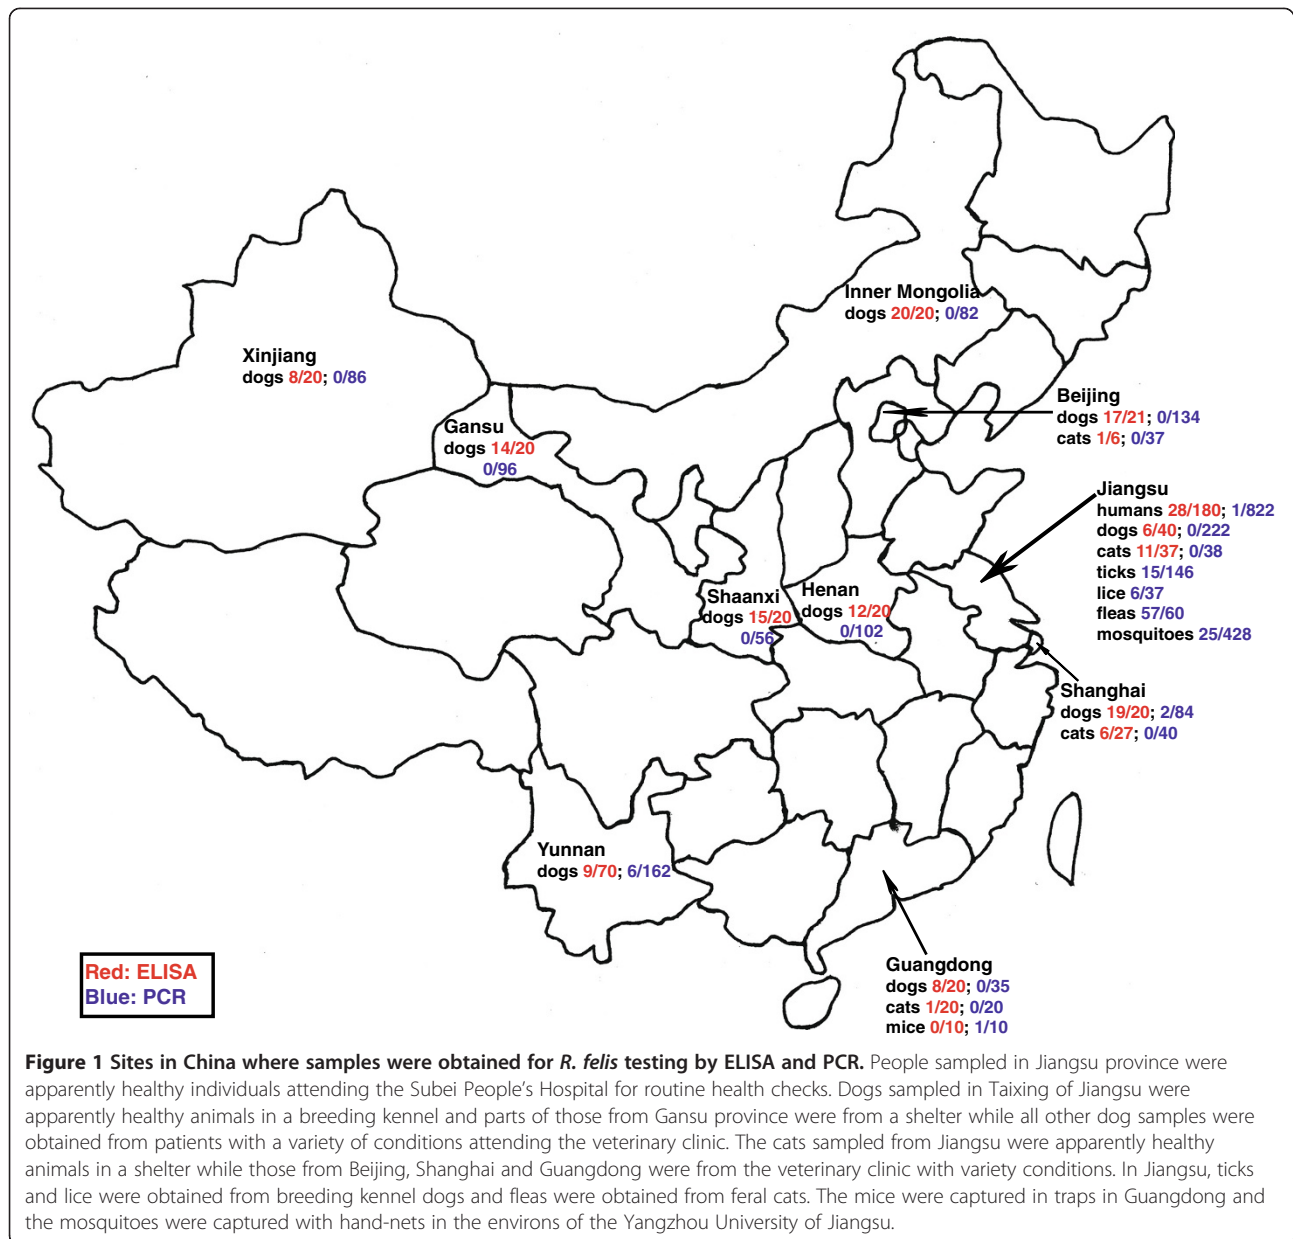 Inner Mongolia
dogs 20/20; 0/82
Xinjiang
dogs 8/20; 0/86
Gansu
dogs 14/20
0/96
Beijing
dogs 17/21; 0/134
cats 1/6; 0/37
Jiangsu
humans 28/180; 1/822
dogs 6/40; 0/222
cats 11/37; 0/38
ticks 15/146
lice 6/37
fleas 57/60
mosquitoes 25/428
Shaanxi
dogs 15/20
0/56
Henan
dogs 12/20
0/102
Shanghai
dogs 19/20; 2/84
cats 6/27; 0/40
Yunnan
dogs 9/70; 6/162
Guangdong
dogs 8/20; 0/35
cats 1/20; 0/20
mice 0/10; 1/10
Red: ELISA
Blue: PCR
Figure 1 Sites in China where samples were obtained for R. felis testing by ELISA and PCR. People sampled in Jiangsu province were
apparently healthy individuals attending the Subei People's Hospital for routine health checks. Dogs sampled in Taixing of Jiangsu were
apparently healthy animals in a breeding kennel and parts of those from Gansu province were from a shelter while all other dog samples were
obtained from patients with a variety of conditions attending the veterinary clinic. The cats sampled from Jiangsu were apparently healthy
animals in a shelter while those from Beijing, Shanghai and Guangdong were from the veterinary clinic with variety conditions. In Jiangsu, ticks
and lice were obtained from breeding kennel dogs and fleas were obtained from feral cats. The mice were captured in traps in Guangdong and
the mosquitoes were captured with hand-nets in the environs of the Yangzhou University of Jiangsu.